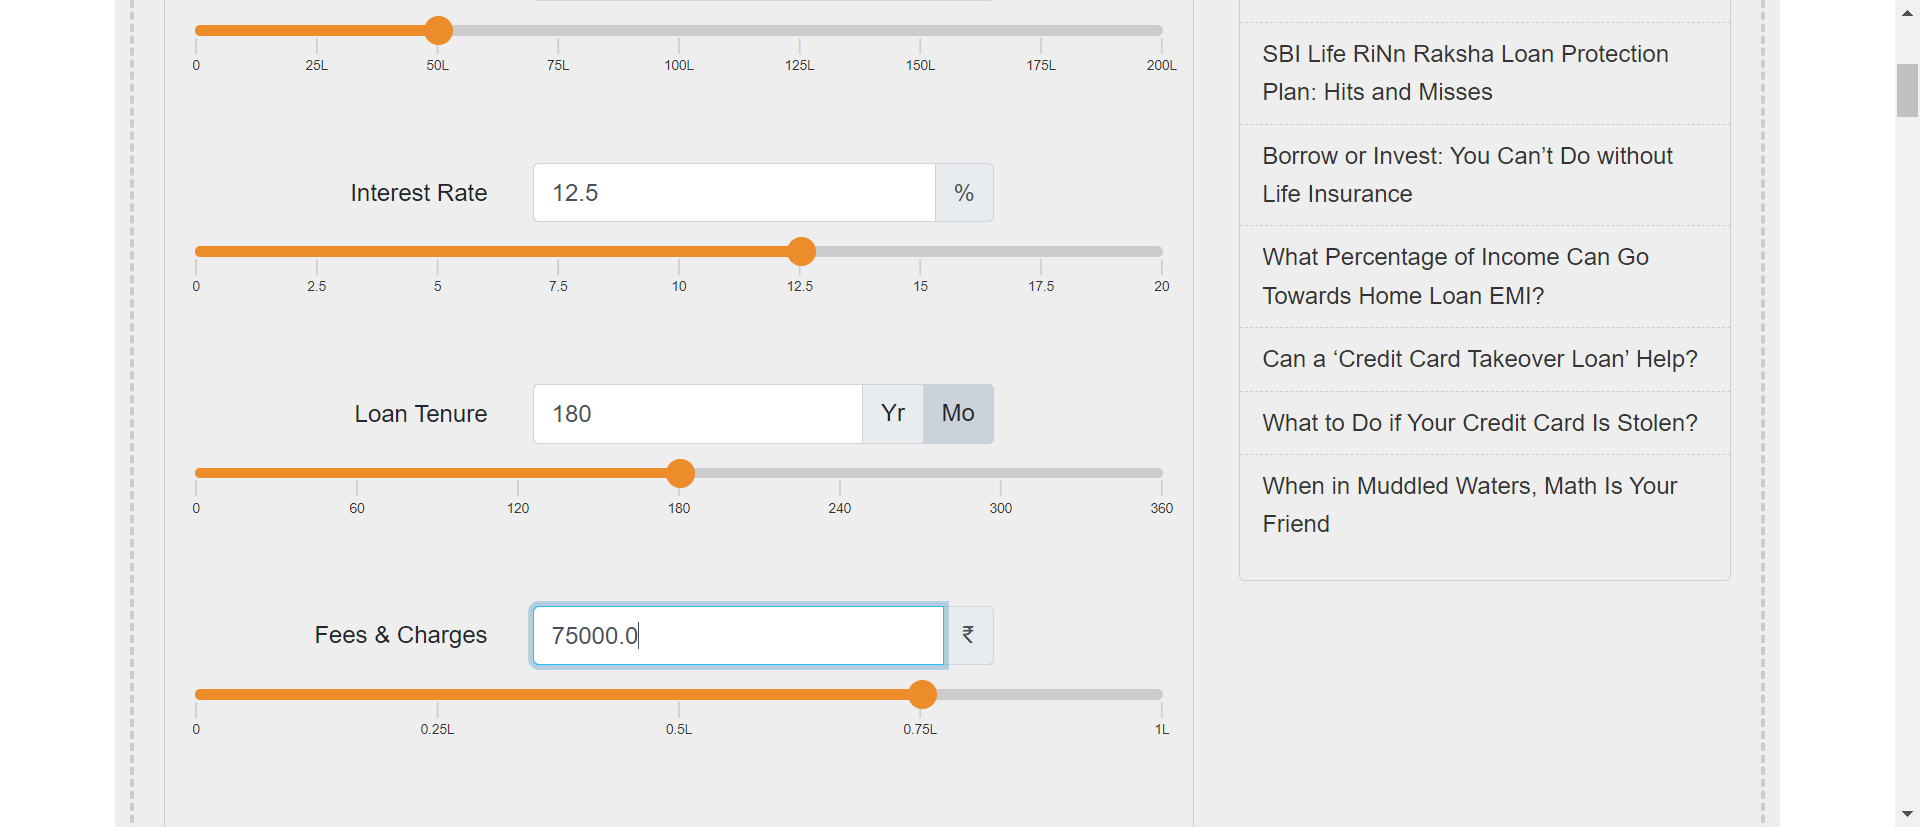 0 25L 50L 75L 100L 125L 150L 175L 200L
Interest Rate 12.5 %
0 2.5 5 7.5 10 12.5 15 17.5 20
Loan Tenure 180 Yr Mo
0 60 120 180 240 300 360
Fees & Charges 75000.0 ₹
0 0.25L 0.5L 0.75L 1L
SBI Life RiNn Raksha Loan Protection
Plan: Hits and Misses
Borrow or Invest: You Can’t Do without
Life Insurance
What Percentage of Income Can Go
Towards Home Loan EMI?
Can a ‘Credit Card Takeover Loan’ Help?
What to Do if Your Credit Card Is Stolen?
When in Muddled Waters, Math Is Your
Friend